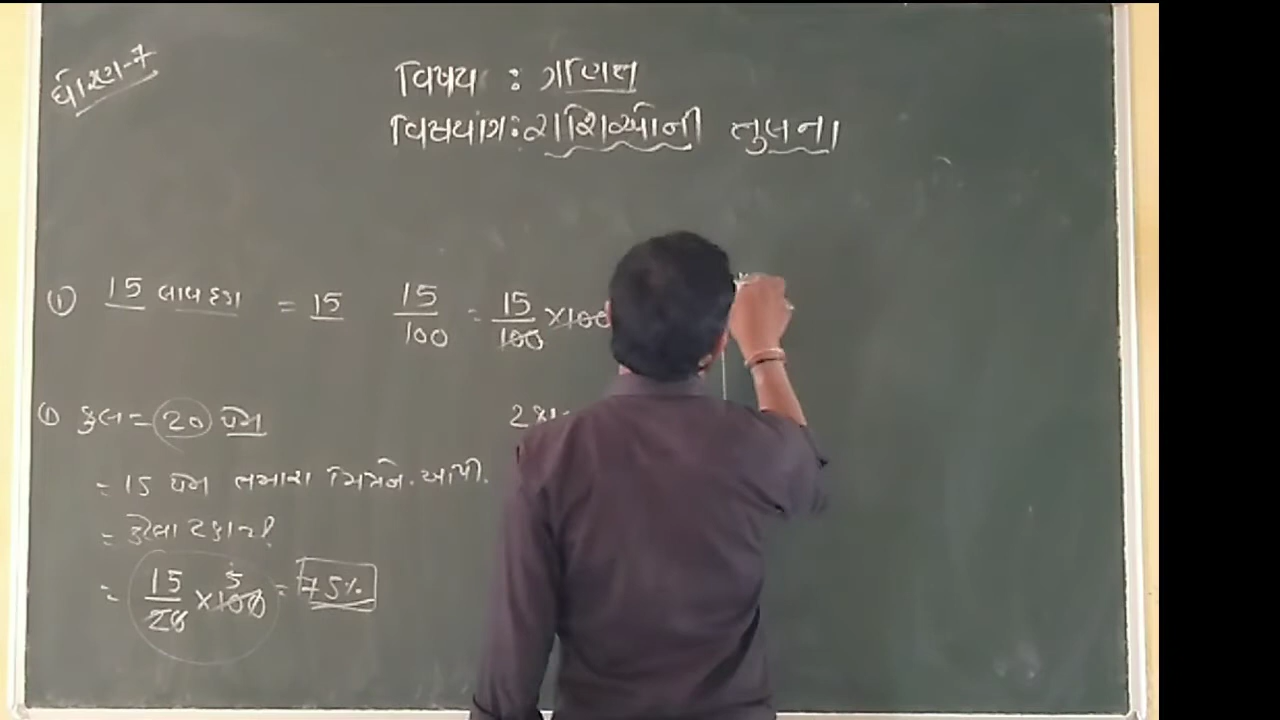 ધોરણ-7
વિષય : ગણિત
વિષયાંગ : રાશિઓની તુલના
① 15 લાલ દડા = 15 15/100 = 15/100 ×100
① કુલ = 20 પેન
= 15 પેન તમારા મિત્રને આપી.
= કેટલા ટકા થાય?
= 15/20 × 100 5 = 75%